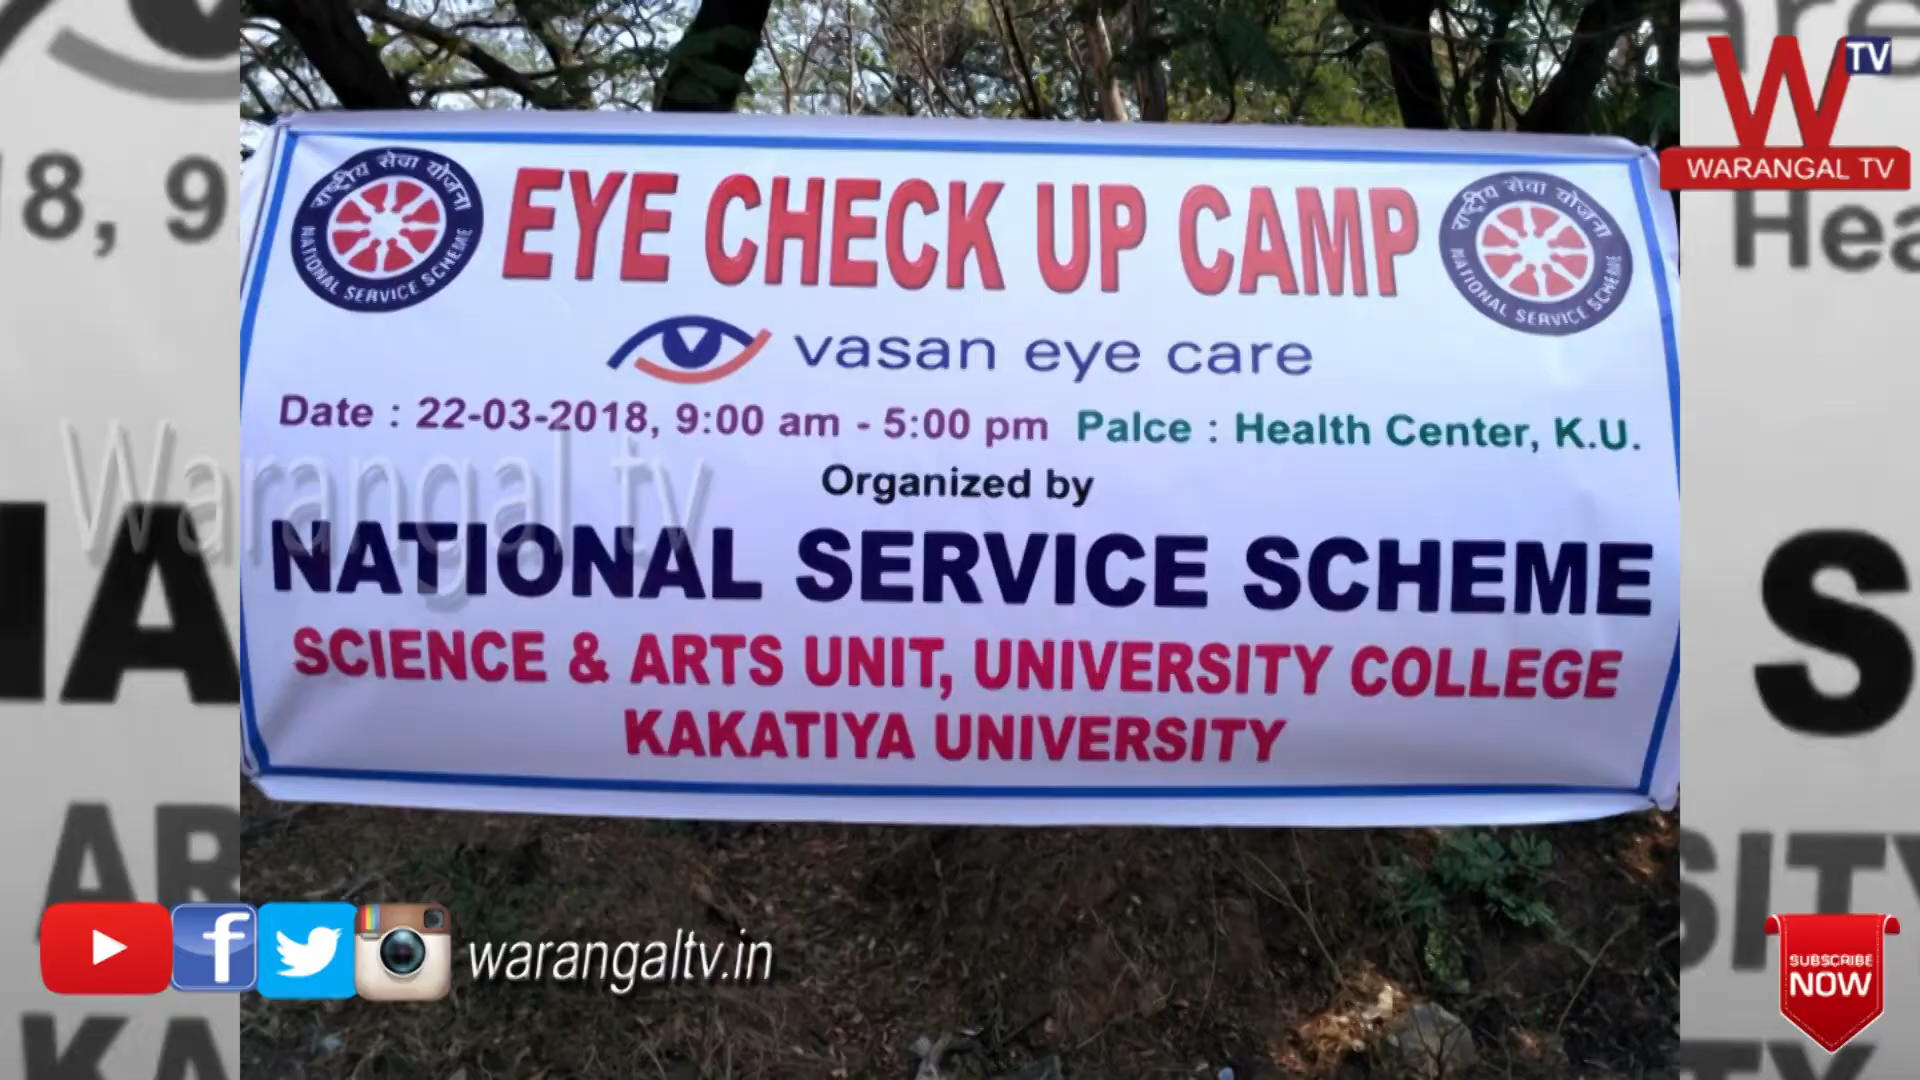 W TV
WARANGAL TV
राष्ट्रीय सेवा योजना
NATIONAL SERVICE SCHEME
EYE CHECK UP CAMP
राष्ट्रीय सेवा योजना
NATIONAL SERVICE SCHEME
vasan eye care
Date : 22-03-2018, 9:00 am - 5:00 pm Palce : Health Center, K.U.
Warangal tv
Organized by
NATIONAL SERVICE SCHEME
SCIENCE & ARTS UNIT, UNIVERSITY COLLEGE
KAKATIYA UNIVERSITY
warangaltv.in
SUBSCRIBE
NOW